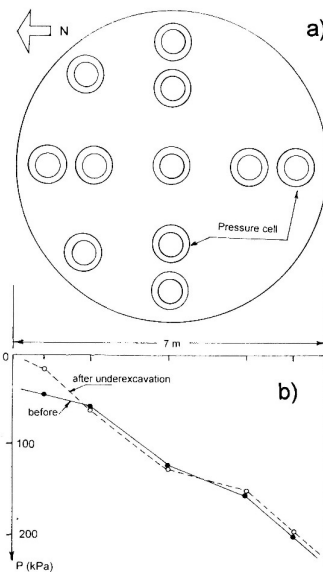 a)
N
Pressure cell
7 m
0
after underexcavation
b)
before
100
200
P (kPa)